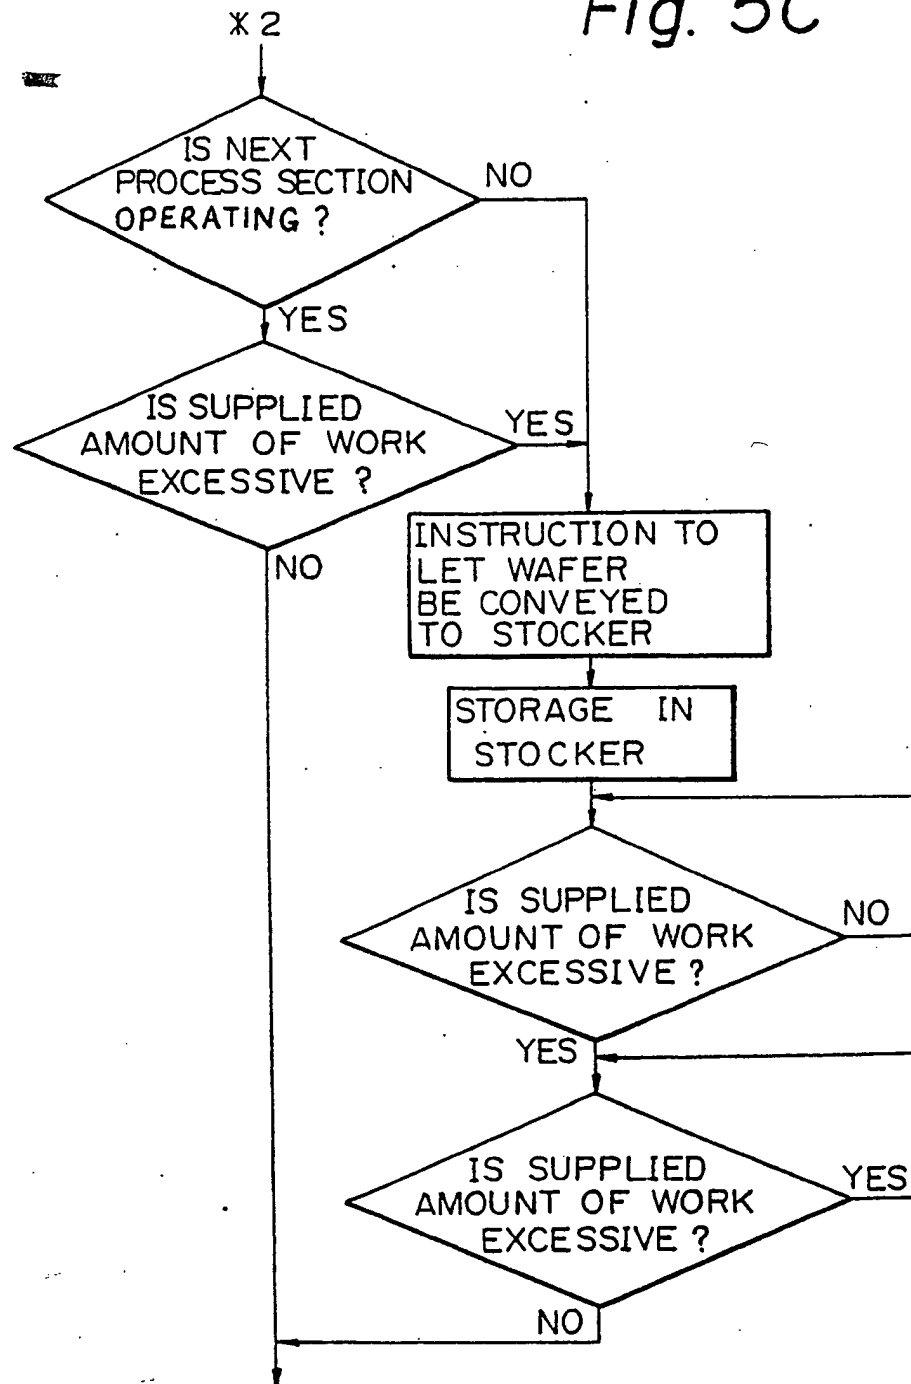 Fig. 5C
※2
IS NEXT
PROCESS SECTION
OPERATING ?
NO
YES
IS SUPPLIED
AMOUNT OF WORK
EXCESSIVE ?
YES
NO
INSTRUCTION TO
LET WAFER
BE CONVEYED
TO STOCKER
STORAGE IN
STOCKER
IS SUPPLIED
AMOUNT OF WORK
EXCESSIVE ?
NO
YES
IS SUPPLIED
AMOUNT OF WORK
EXCESSIVE ?
YES
NO